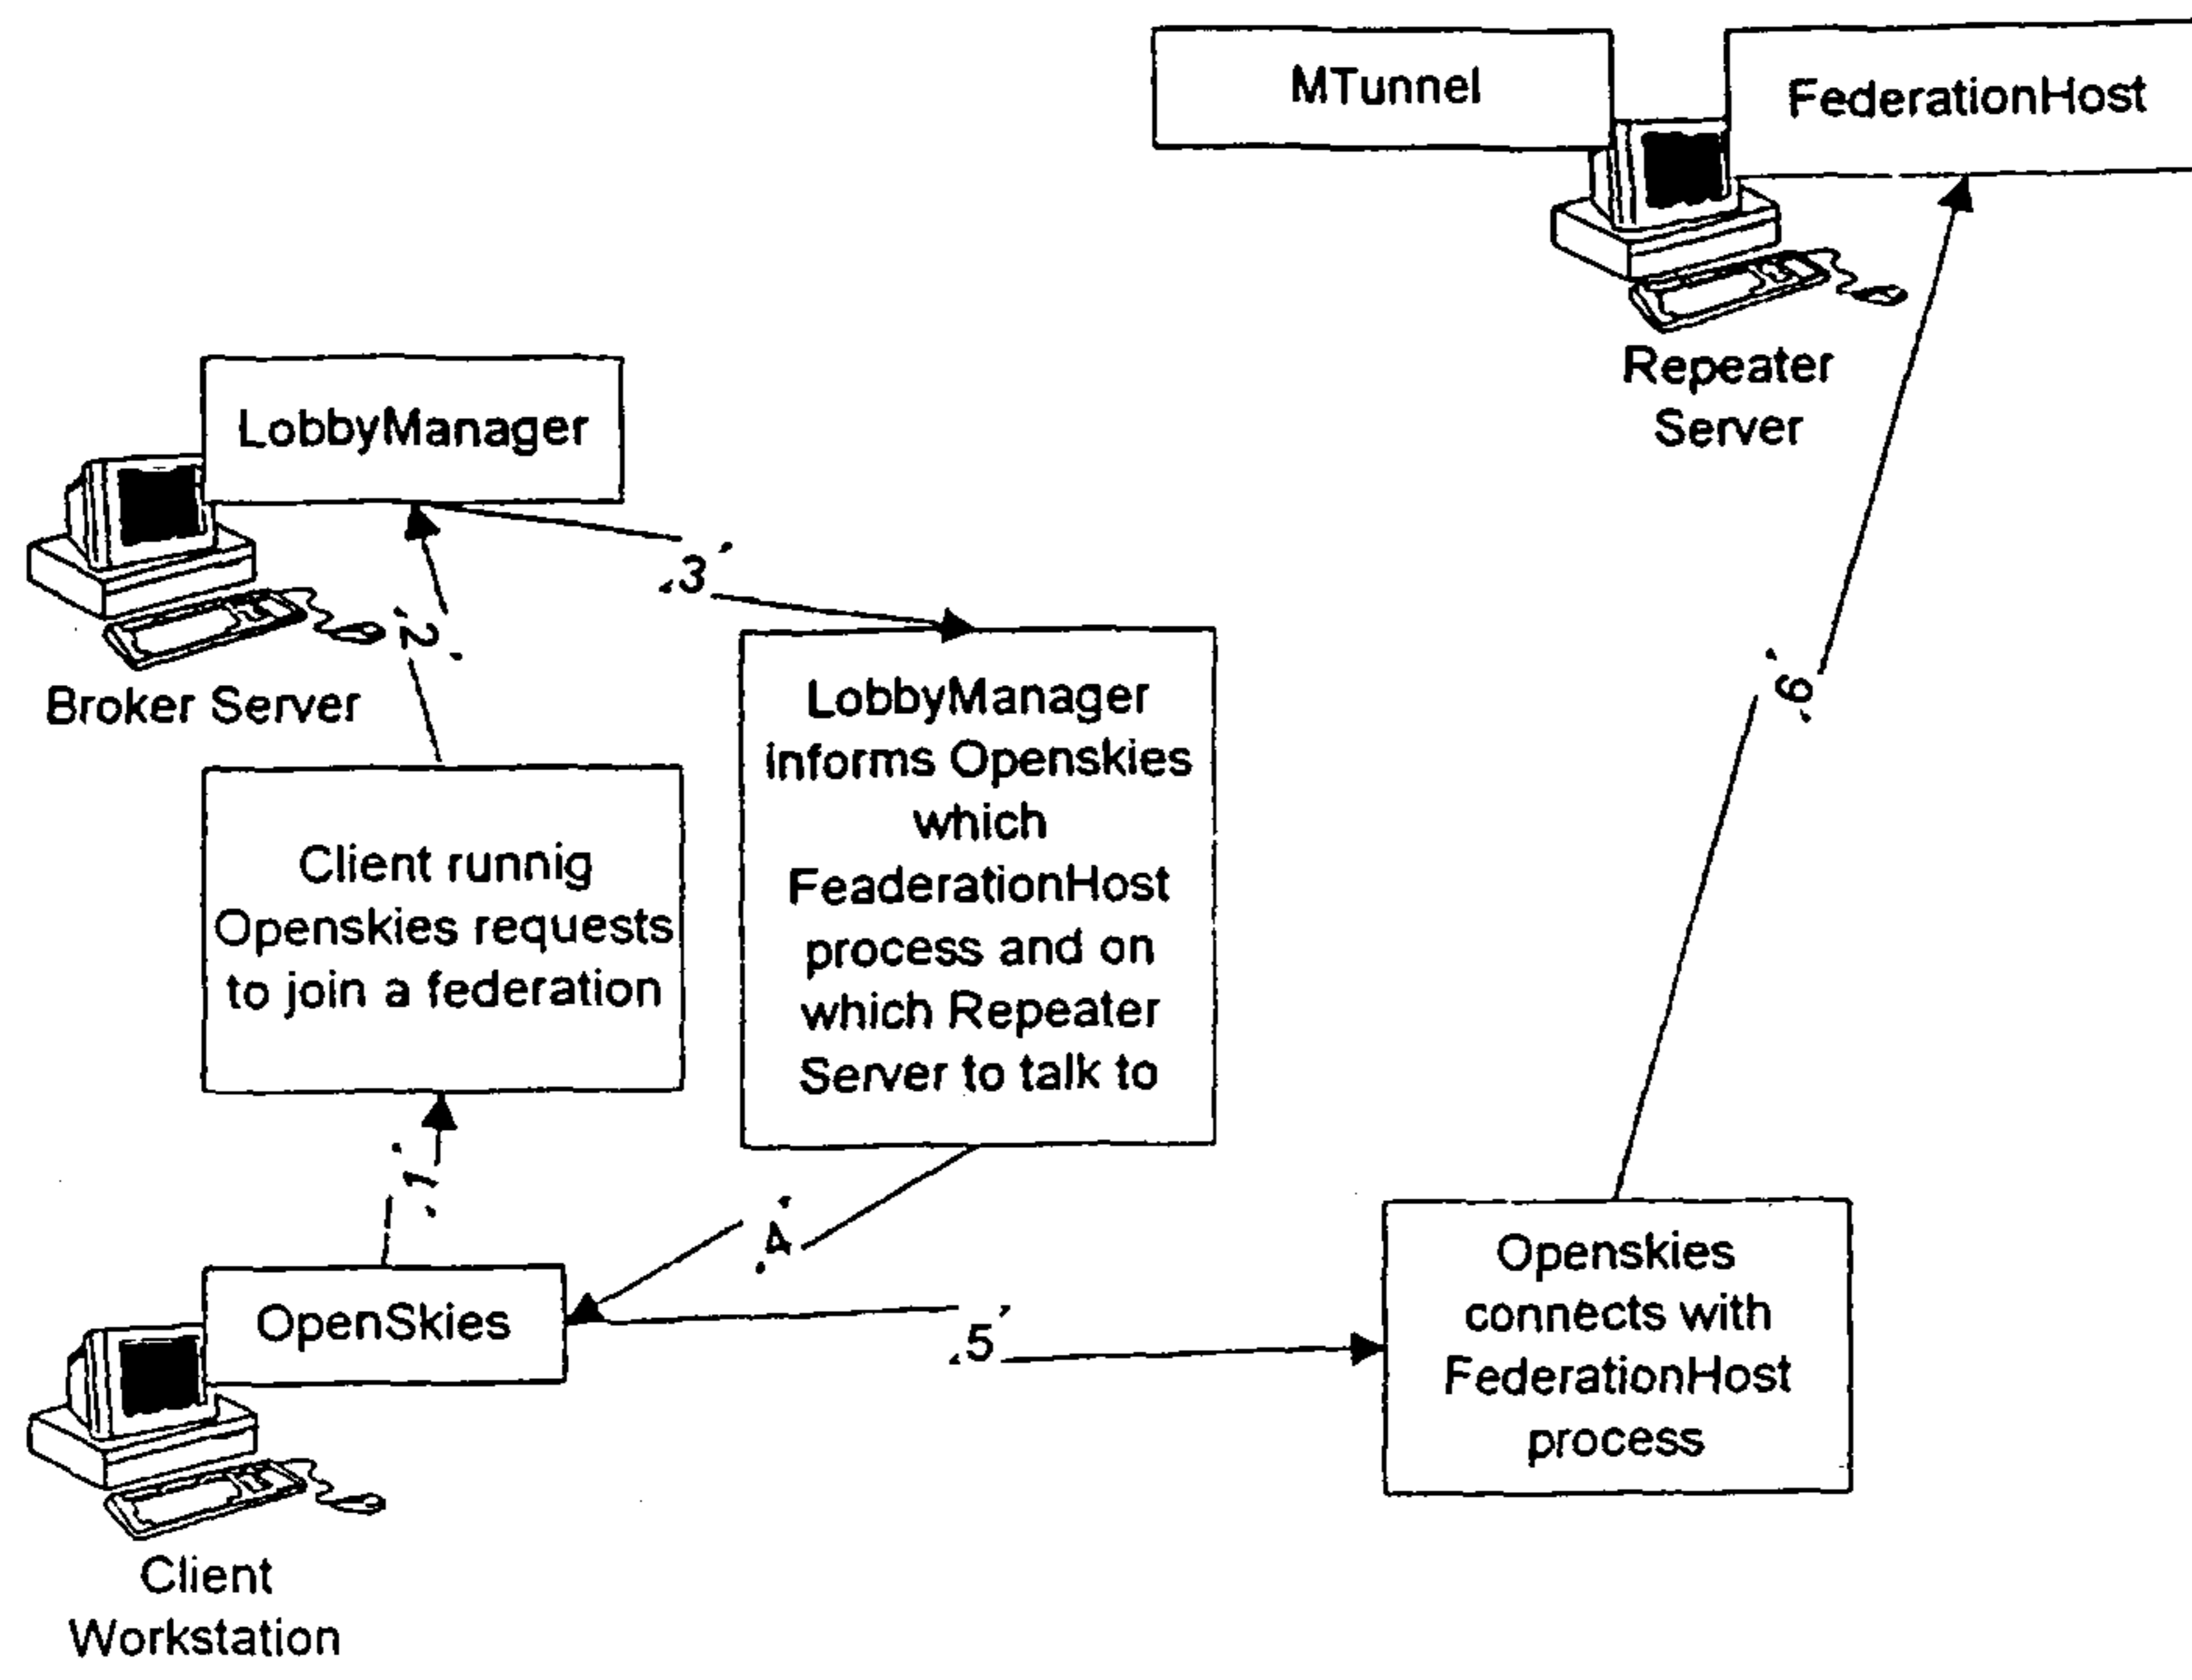 MTunnel
FederationHost
Repeater
Server
LobbyManager
Broker Server
'3'
'2'
LobbyManager
informs Openskies
which
FeaderationHost
process and on
which Repeater
Server to talk to
Client runnig
Openskies requests
to join a federation
'6'
'1'
'4'
OpenSkies
'5'
Openskies
connects with
FederationHost
process
Client
Workstation